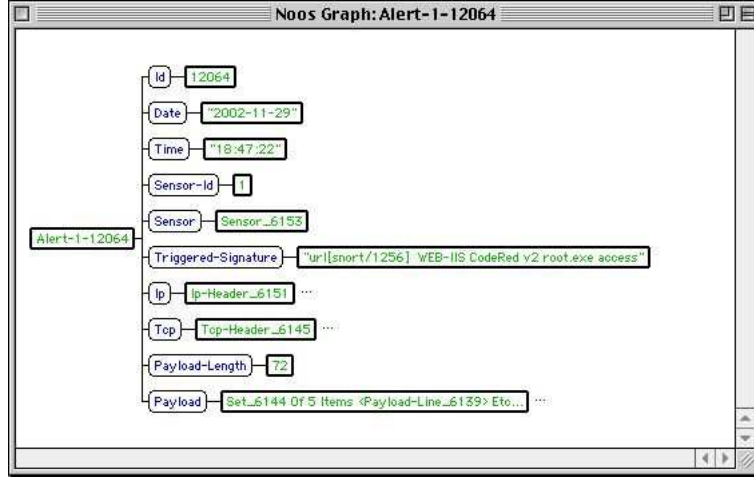 Noos Graph: Alert-1-12064
Id 12064
Date "2002-11-29"
Time "18:47:22"
Sensor-Id 1
Sensor Sensor_6153
Alert-1-12064
Triggered-Signature "url[snort/1256] WEB-IIS CodeRed v2 root.exe access"
Ip Ip-Header_6151 ...
Tcp Tcp-Header_6145 ...
Payload-Length 72
Payload Set_6144 Of 5 Items <Payload-Line_6139> Etc... ...